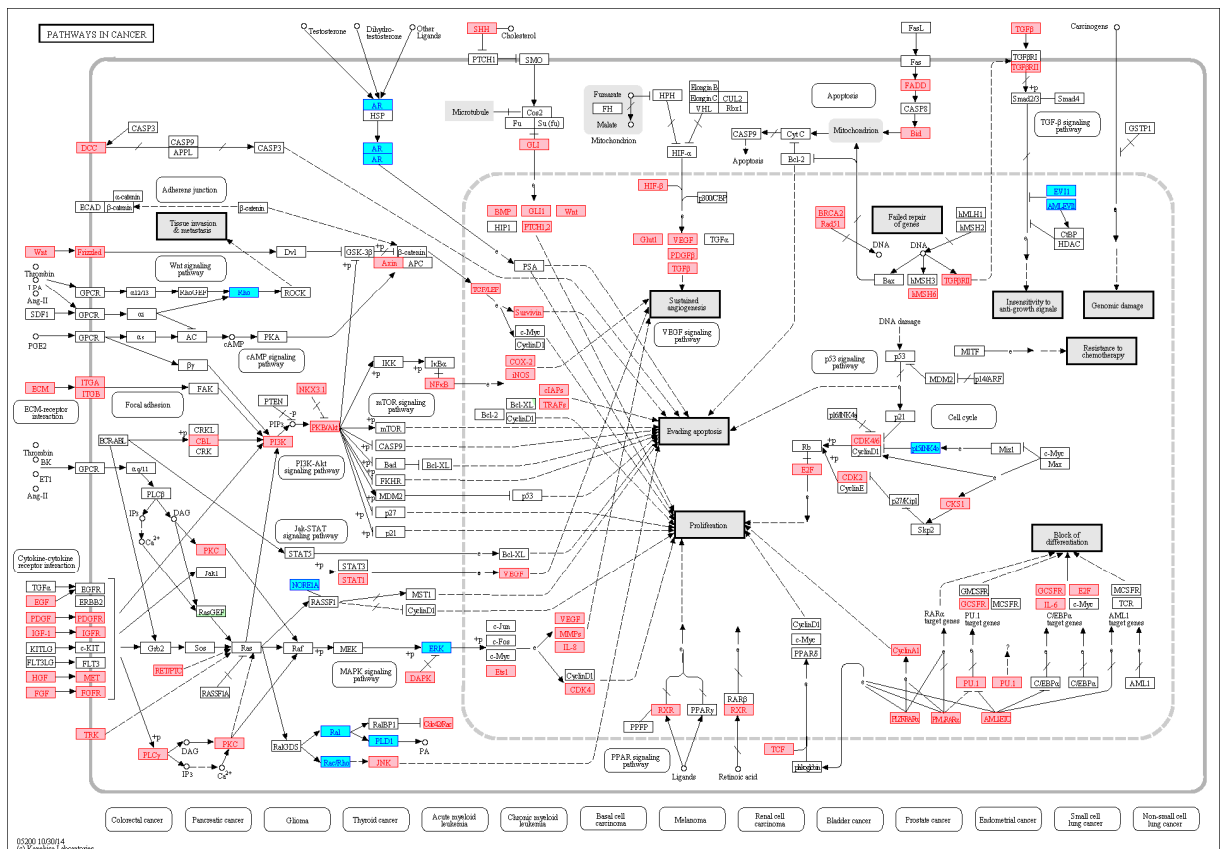 PATHWAYS IN CANCER
Testosterone
Dihydro-
testosterone
Other
Ligands
SHH
Cholesterol
PTCH1
SMO
FasL
Fas
FADD
CASP8
Bid
TGFβ
TGFβRI
TGFβRII
+p
Smad2/3
Smad4
TGF-β signaling
pathway
Carcinogens
GSTP1
AR
HSP
AR
AR
Microtubule
Cos2
Fu
Su (fu)
GLI
Fumarate
FH
Malate
Mitochondrion
HPH
Elongin B
Elongin C
CUL2
VHL
Rbx1
HIF-α
Apoptosis
CASP9
Cyt C
Mitochondrion
Apoptosis
Bcl-2
DCC
CASP3
CASP9
APPL
CASP3
Adherens junction
α-catenin
ECAD
β-catenin
β-catenin
Tissue invasion
& metastasis
Wnt
Frizzled
Dvl
GSK-3β
+p
β-catenin
Axin
APC
Wnt signaling
pathway
Thrombin
LPA
Ang-II
GPCR
α12/13
RhoGEF
Rho
ROCK
SDF1
GPCR
αi
PGE2
GPCR
αs
AC
cAMP
PKA
cAMP signaling
pathway
βγ
BMP
GLI1
Wnt
HIP1
PTCH1,2
HIF-β
p300/CBP
Glut1
VEGF
TGFα
PDGFβ
TGFβ
PSA
Sustained
angiogenesis
VEGF signaling
pathway
BRCA2
Rad51
DNA
Failed repair
of genes
hMLH1
hMSH2
DNA
Bax
hMSH3
TGFβRII
hMSH6
EVI1
AML-EVI1
CtBP
HDAC
Insensitivity to
anti-growth signals
Genomic damage
TCF/LEF
Survivin
c-Myc
CyclinD1
COX-2
iNOS
cIAPs
TRAFs
Bcl-XL
Bcl-2
CyclinD1
DNA damage
p53 signaling
pathway
p53
MDM2
p14/ARF
p21
MITF
Resistance to
chemotherapy
ECM
ITGA
ITGB
FAK
ECM-receptor
interaction
Focal adhesion
PTEN
PIP3
-p
NKX3.1
PKB/Akt
IKK
+p
IκBα
NFκB
mTOR signaling
pathway
mTOR
CASP9
Bad
Bcl-XL
FKHR
MDM2
p53
p27
p21
PI3K
CRKL
CBL
CRK
BCRABL
PI3K-Akt
signaling pathway
Thrombin
BK
ET1
Ang-II
GPCR
αq/11
PLCβ
IP3
DAG
Ca2+
PKC
Jak-STAT
signaling pathway
STAT5
Bcl-XL
STAT3
STAT1
VEGF
Evading apoptosis
Proliferation
Cell cycle
p16/INK4a
CDK4/6
CyclinD1
p15/INK4b
Miz1
c-Myc
Max
Rb
E2F
CDK2
CyclinE
p27/Kip1
CKS1
Skp2
Block of
differentiation
Cytokine-cytokine
receptor interaction
TGFα
EGFR
EGF
ERBB2
PDGF
PDGFR
IGF-1
IGFR
KITLG
c-KIT
FLT3LG
FLT3
HGF
MET
FGF
FGFR
Jak1
RasGEF
Grb2
Sos
Ras
Raf
MEK
ERK
DAPK
RET/PTC
RASSF1A
NORE1A
RASSF1
MST1
CyclinD1
MAPK signaling
pathway
c-Jun
c-Fos
c-Myc
Ets1
VEGF
MMPs
IL-8
CyclinD1
CDK4
TRK
PLCγ
DAG
IP3
Ca2+
PKC
RalGDS
Ral
RalBP1
Cdc42/Rac
PLD1
PA
Rac/Rho
JNK
PPFP
RXR
PPARγ
Ligands
RARβ
RXR
Retinoic acid
PPAR signaling
pathway
CyclinD1
c-Myc
PPARδ
TCF
γ-loglobin
CyclinA1
RARα
target genes
GMCSFR
GCSFR
MCSFR
PU.1
target genes
GCSFR
E2F
IL-6
c-Myc
C/EBPα
target genes
MCSFR
TCR
AML1
target genes
PU.1
?
PU.1
C/EBPα
C/EBPα
AML1
PLZF-RARα
PML-RARα
AML1-ETO
Colorectal cancer
Pancreatic cancer
Glioma
Thyroid cancer
Acute myeloid
leukemia
Chronic myeloid
leukemia
Basal cell
carcinoma
Melanoma
Renal cell
carcinoma
Bladder cancer
Prostate cancer
Endometrial cancer
Small cell
lung cancer
Non-small cell
lung cancer
05200 10/30/14
(c) Kanehisa Laboratories